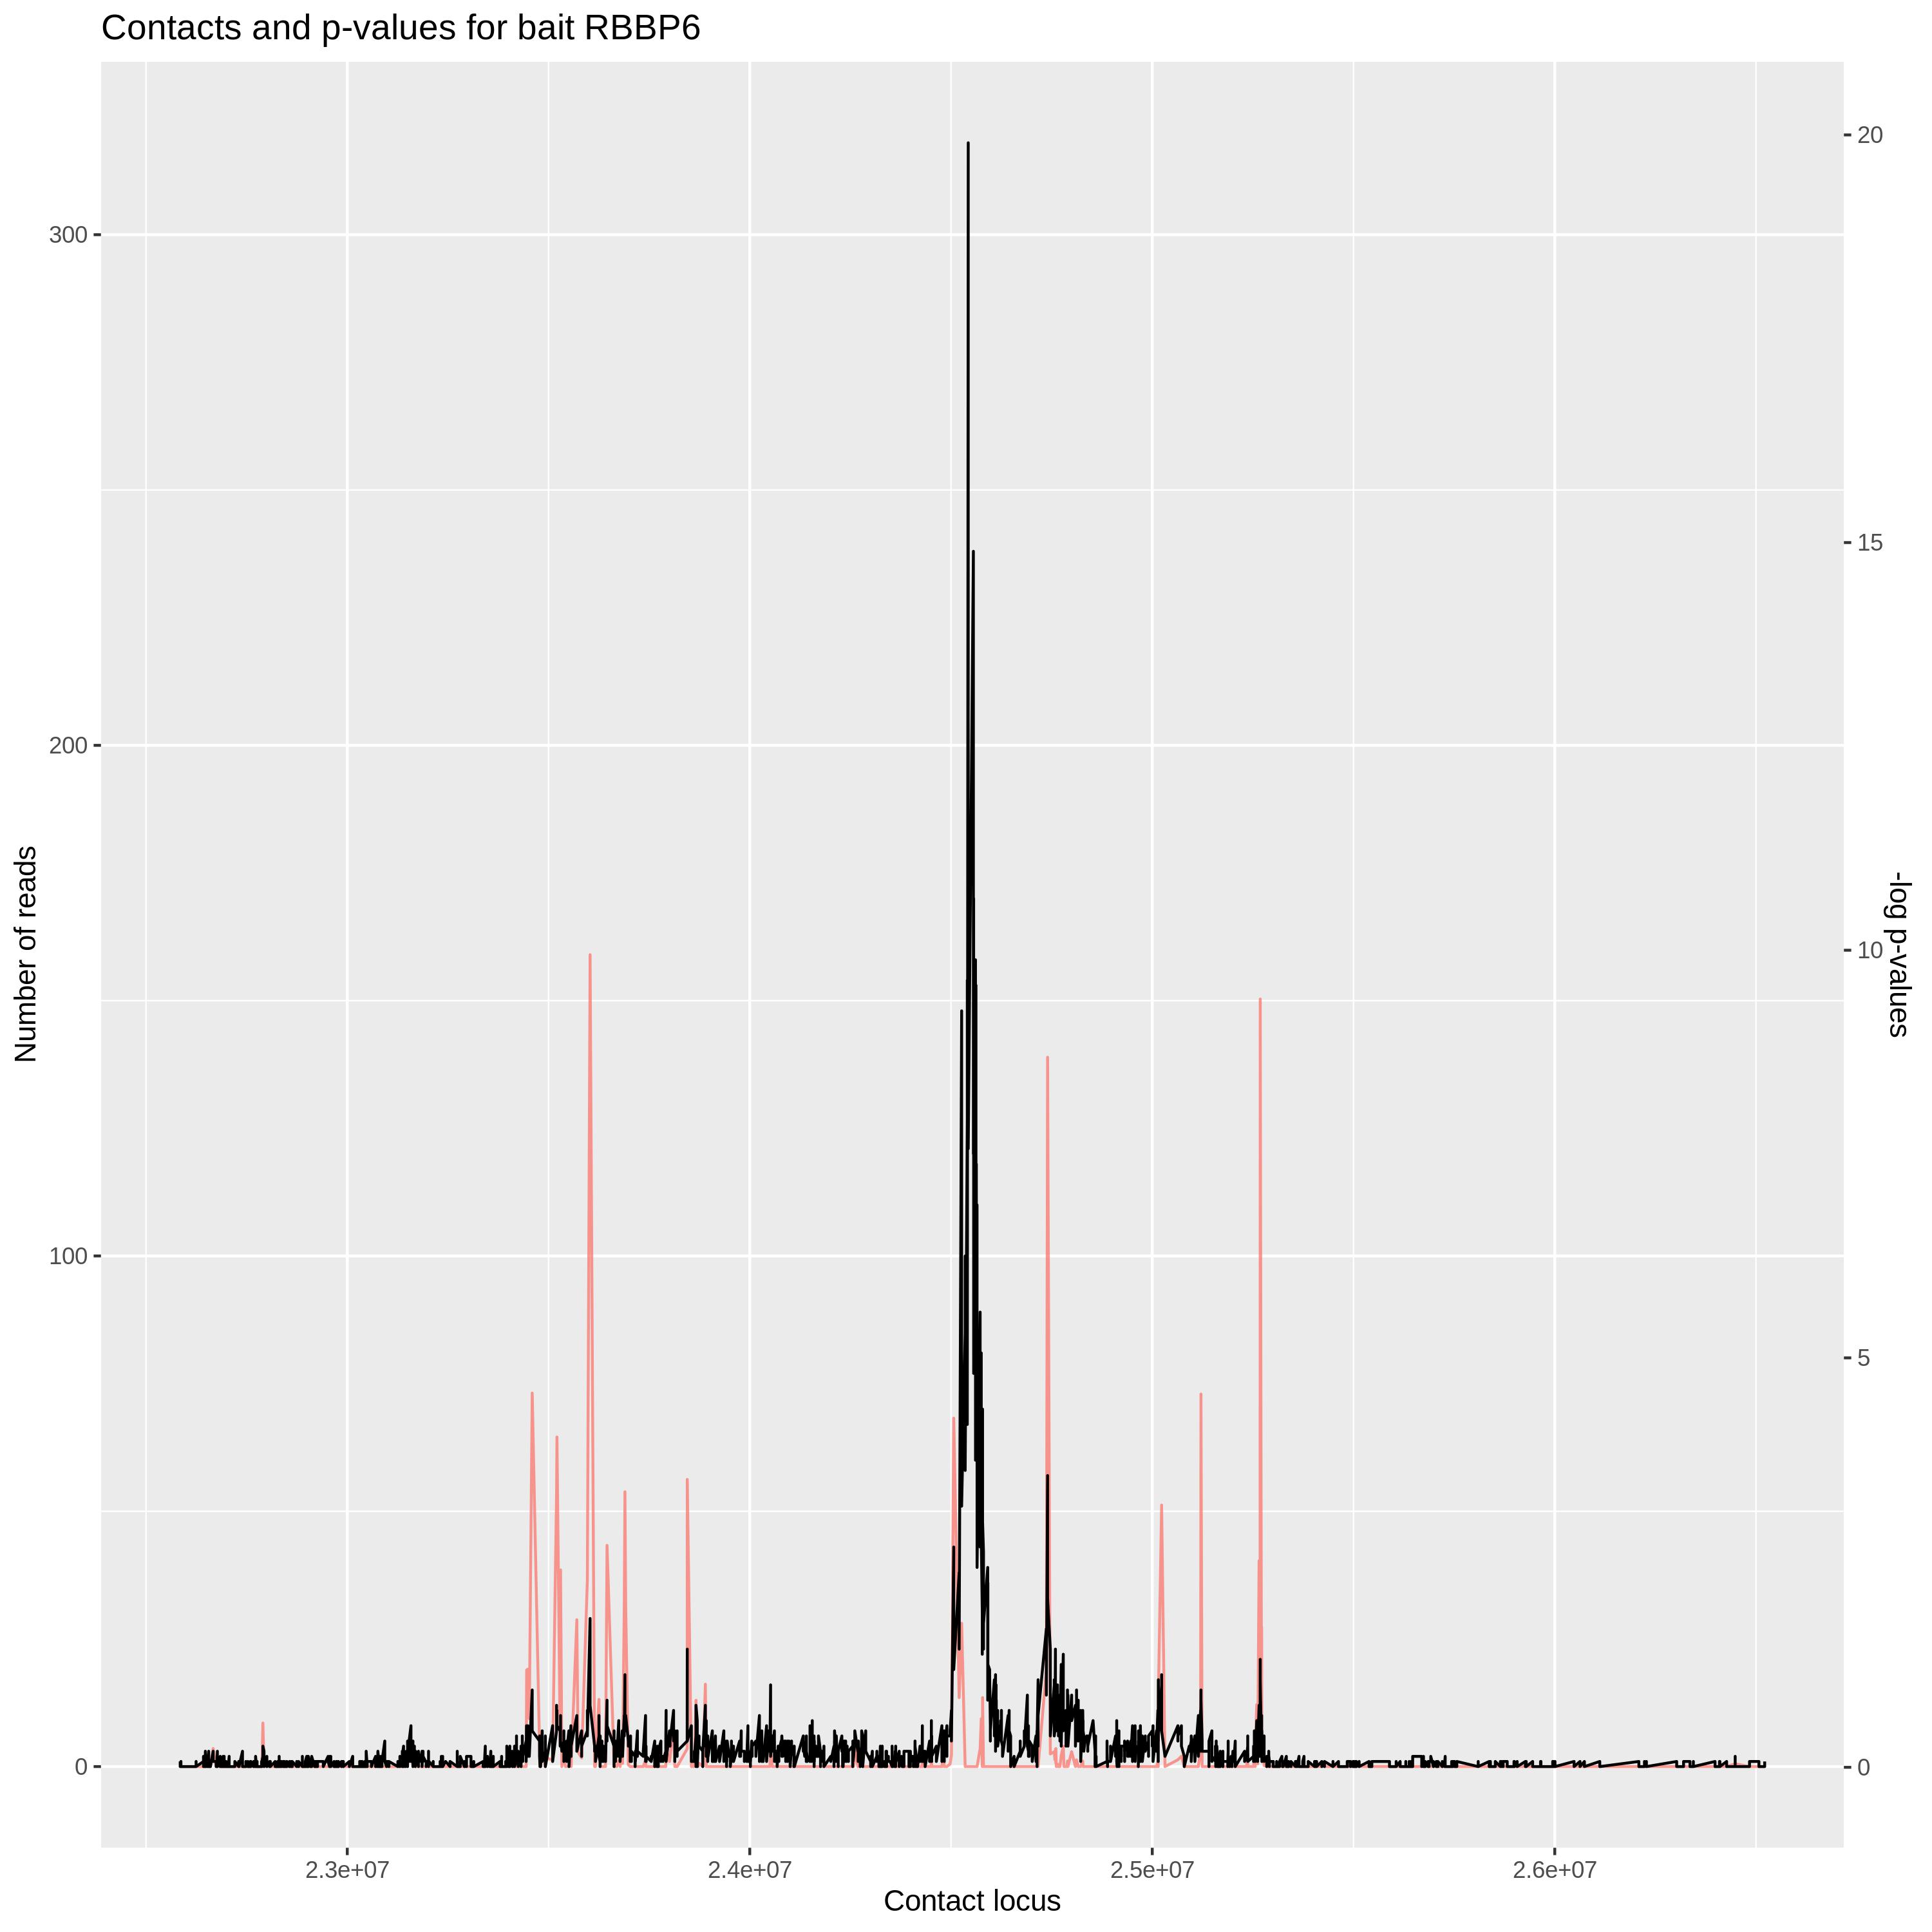 Contacts and p-values for bait RBBP6
300
200
100
0
20
15
10
5
0
Number of reads
-log p-values
2.3e+07
2.4e+07
2.5e+07
2.6e+07
Contact locus